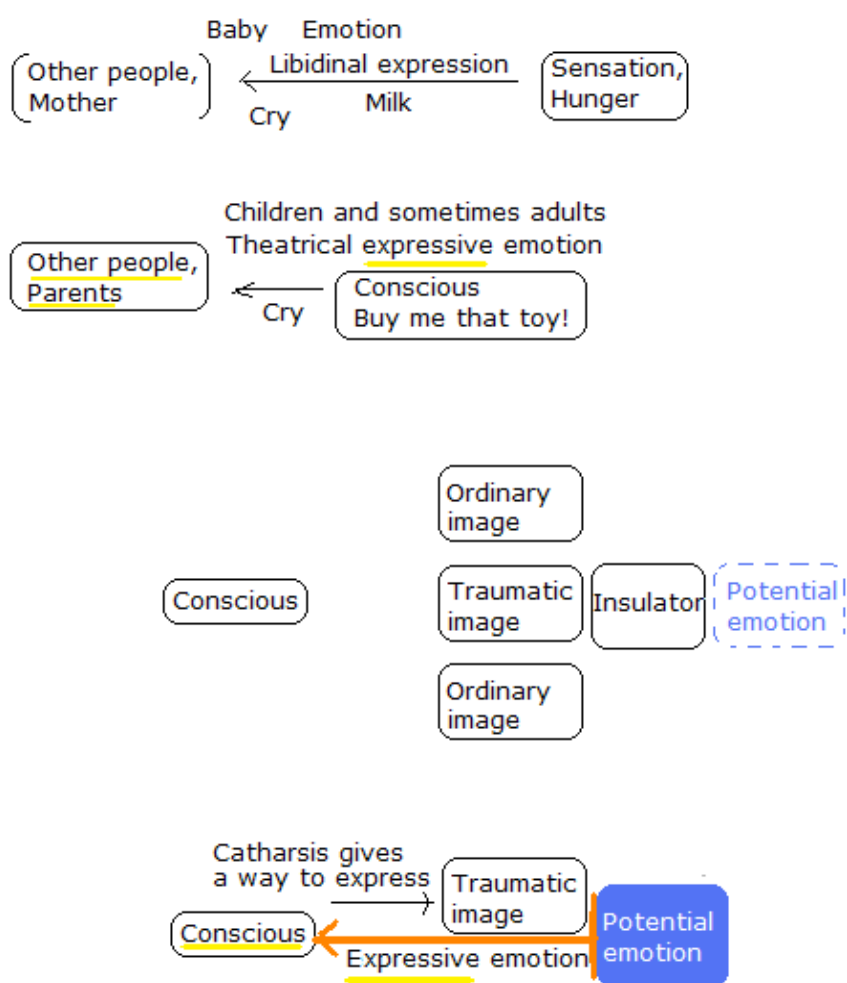 Baby Emotion
Other people,
Mother
Libidinal expression
Cry
Milk
Sensation,
Hunger
Children and sometimes adults
Theatrical expressive emotion
Other people,
Parents
Cry
Conscious
Buy me that toy!
Ordinary
image
Conscious
Traumatic
image
Insulator
Potential
emotion
Ordinary
image
Catharsis gives
a way to express
Traumatic
image
Conscious
Expressive emotion
Potential
emotion